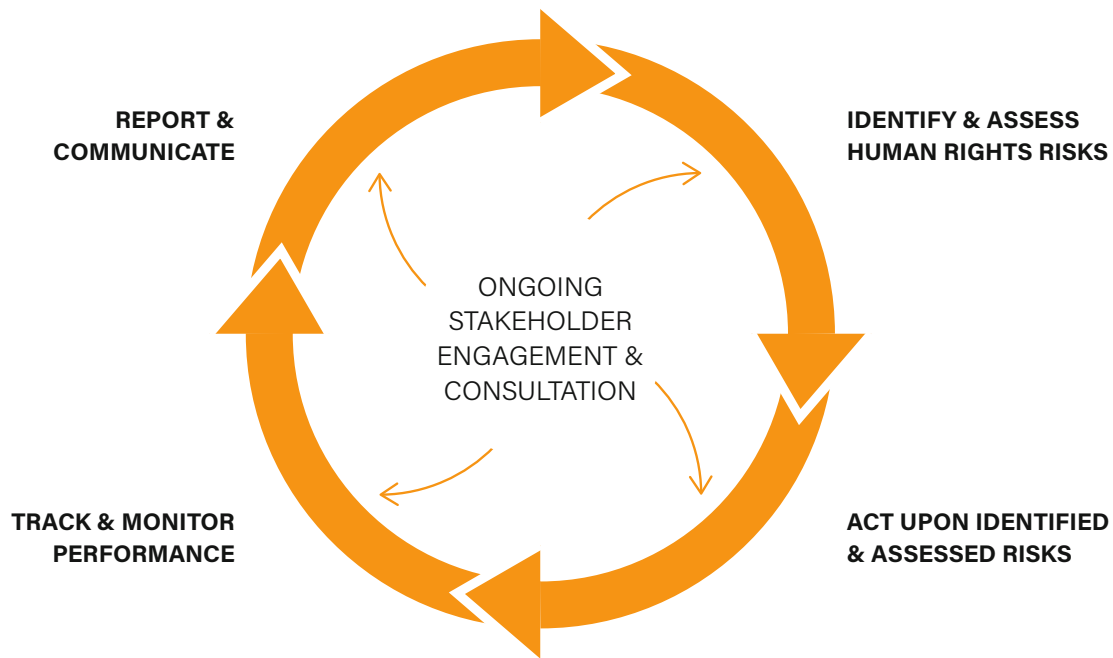 REPORT &
COMMUNICATE
IDENTIFY & ASSESS
HUMAN RIGHTS RISKS
ONGOING
STAKEHOLDER
ENGAGEMENT &
CONSULTATION
TRACK & MONITOR
PERFORMANCE
ACT UPON IDENTIFIED
& ASSESSED RISKS